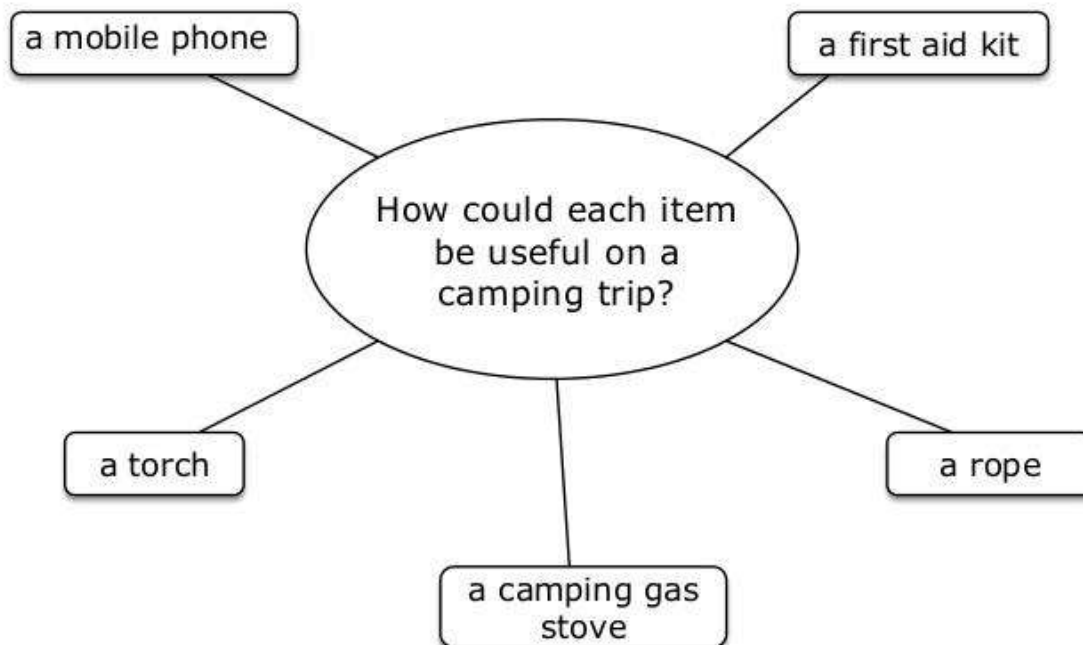 a mobile phone
a first aid kit
How could each item
be useful on a
camping trip?
a torch
a rope
a camping gas
stove